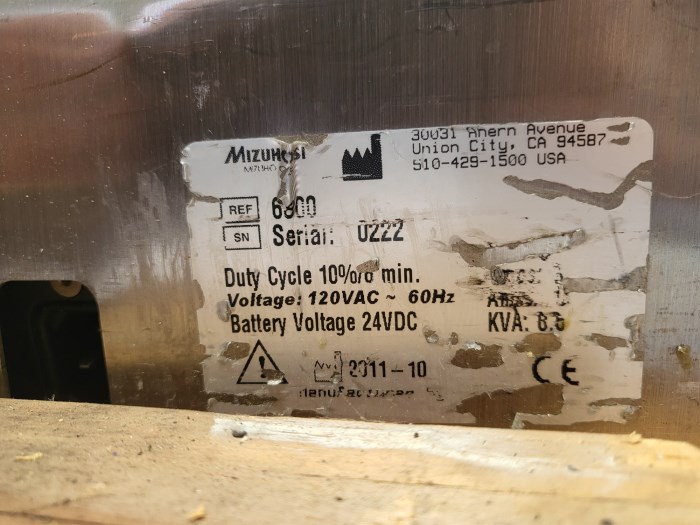 MIZUHOSI
30031 Ahern Avenue
Union City, CA 94587
510-429-1500 USA
REF 6800
SN Serial: 0222
Duty Cycle 10%/6 min.
Voltage: 120VAC ~ 60Hz
Battery Voltage 24VDC
KVA:
2011-10
CE